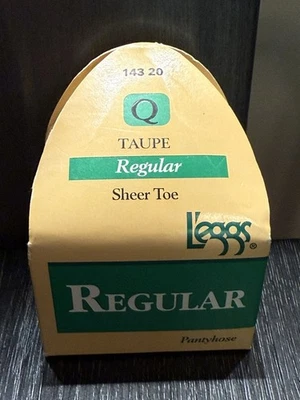 143 20
Q
TAUPE
Regular
Sheer Toe
L'eggs®
REGULAR
Pantyhose